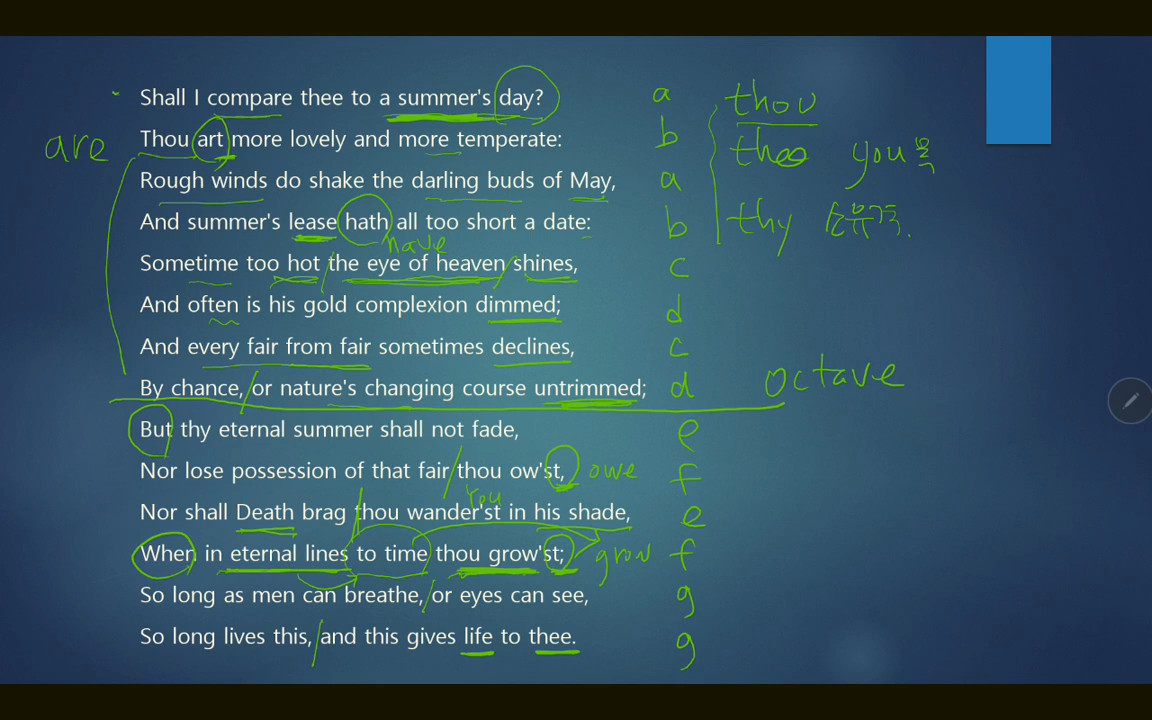 Shall I compare thee to a summer's day? a thou
are Thou art more lovely and more temperate: b thee you 목
Rough winds do shake the darling buds of May, a
And summer's lease hath all too short a date: b thy 소유격.
have
Sometime too hot the eye of heaven shines, c
And often is his gold complexion dimmed; d
And every fair from fair sometimes declines, c
By chance, or nature's changing course untrimmed; d octave
But thy eternal summer shall not fade, e
Nor lose possession of that fair thou ow'st, owe f
you
Nor shall Death brag thou wander'st in his shade, e
When in eternal lines to time thou grow'st; grow f
So long as men can breathe, or eyes can see, g
So long lives this, and this gives life to thee. g